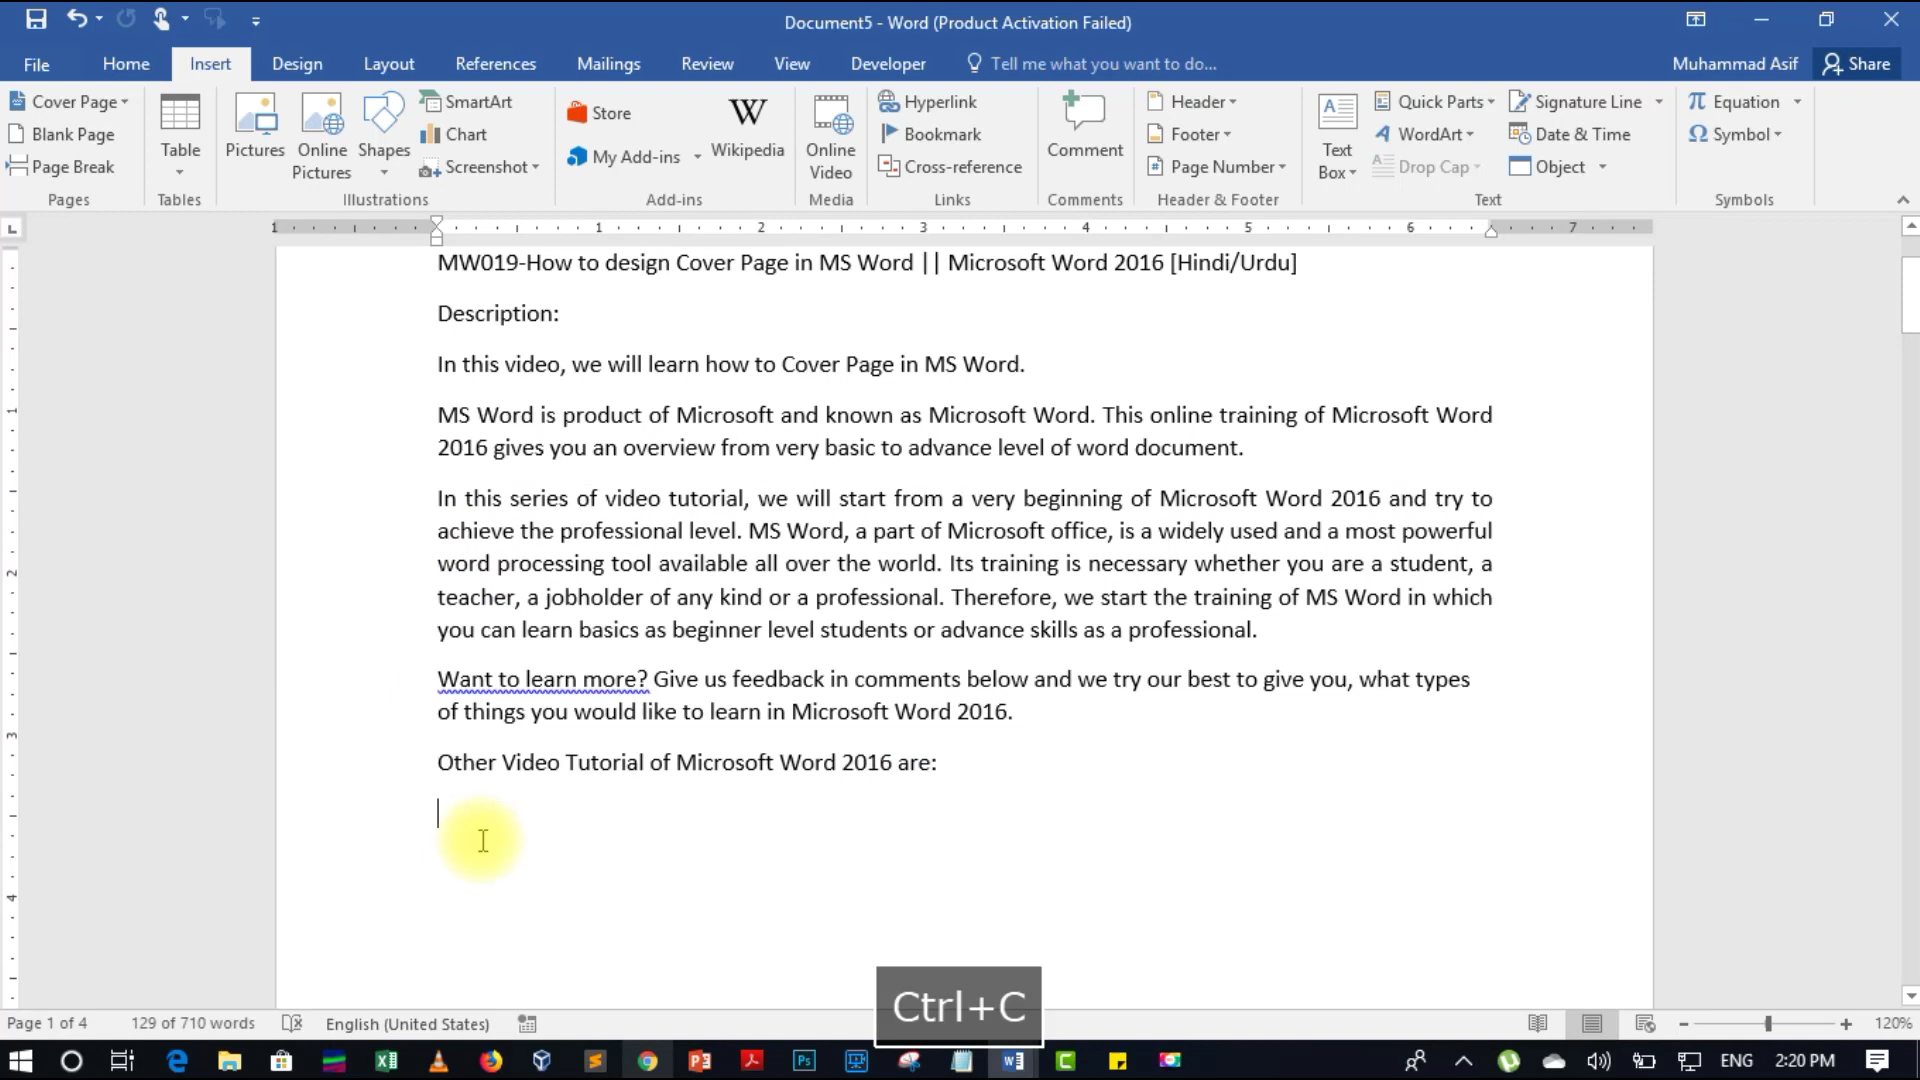 Document5 - Word (Product Activation Failed)
File Home Insert Design Layout References Mailings Review View Developer Tell me what you want to do... Muhammad Asif Share
Cover Page
Blank Page
Page Break
Pages
Table
Tables
Pictures
Online
Pictures
Shapes
SmartArt
Chart
Screenshot
Illustrations
Store
My Add-ins
W
Wikipedia
Add-ins
Online
Video
Media
Hyperlink
Bookmark
Cross-reference
Links
Comment
Comments
Header
Footer
Page Number
Header & Footer
Text
Box
Quick Parts
WordArt
Drop Cap
Signature Line
Date & Time
Object
Text
Equation
Symbol
Symbols
1 1 2 3 4 5 6 7
MW019-How to design Cover Page in MS Word || Microsoft Word 2016 [Hindi/Urdu]
Description:
In this video, we will learn how to Cover Page in MS Word.
MS Word is product of Microsoft and known as Microsoft Word. This online training of Microsoft Word
2016 gives you an overview from very basic to advance level of word document.
In this series of video tutorial, we will start from a very beginning of Microsoft Word 2016 and try to
achieve the professional level. MS Word, a part of Microsoft office, is a widely used and a most powerful
word processing tool available all over the world. Its training is necessary whether you are a student, a
teacher, a jobholder of any kind or a professional. Therefore, we start the training of MS Word in which
you can learn basics as beginner level students or advance skills as a professional.
Want to learn more? Give us feedback in comments below and we try our best to give you, what types
of things you would like to learn in Microsoft Word 2016.
Other Video Tutorial of Microsoft Word 2016 are:
1
2
3
4
Ctrl+C
Page 1 of 4 129 of 710 words English (United States) 120%
ENG 2:20 PM